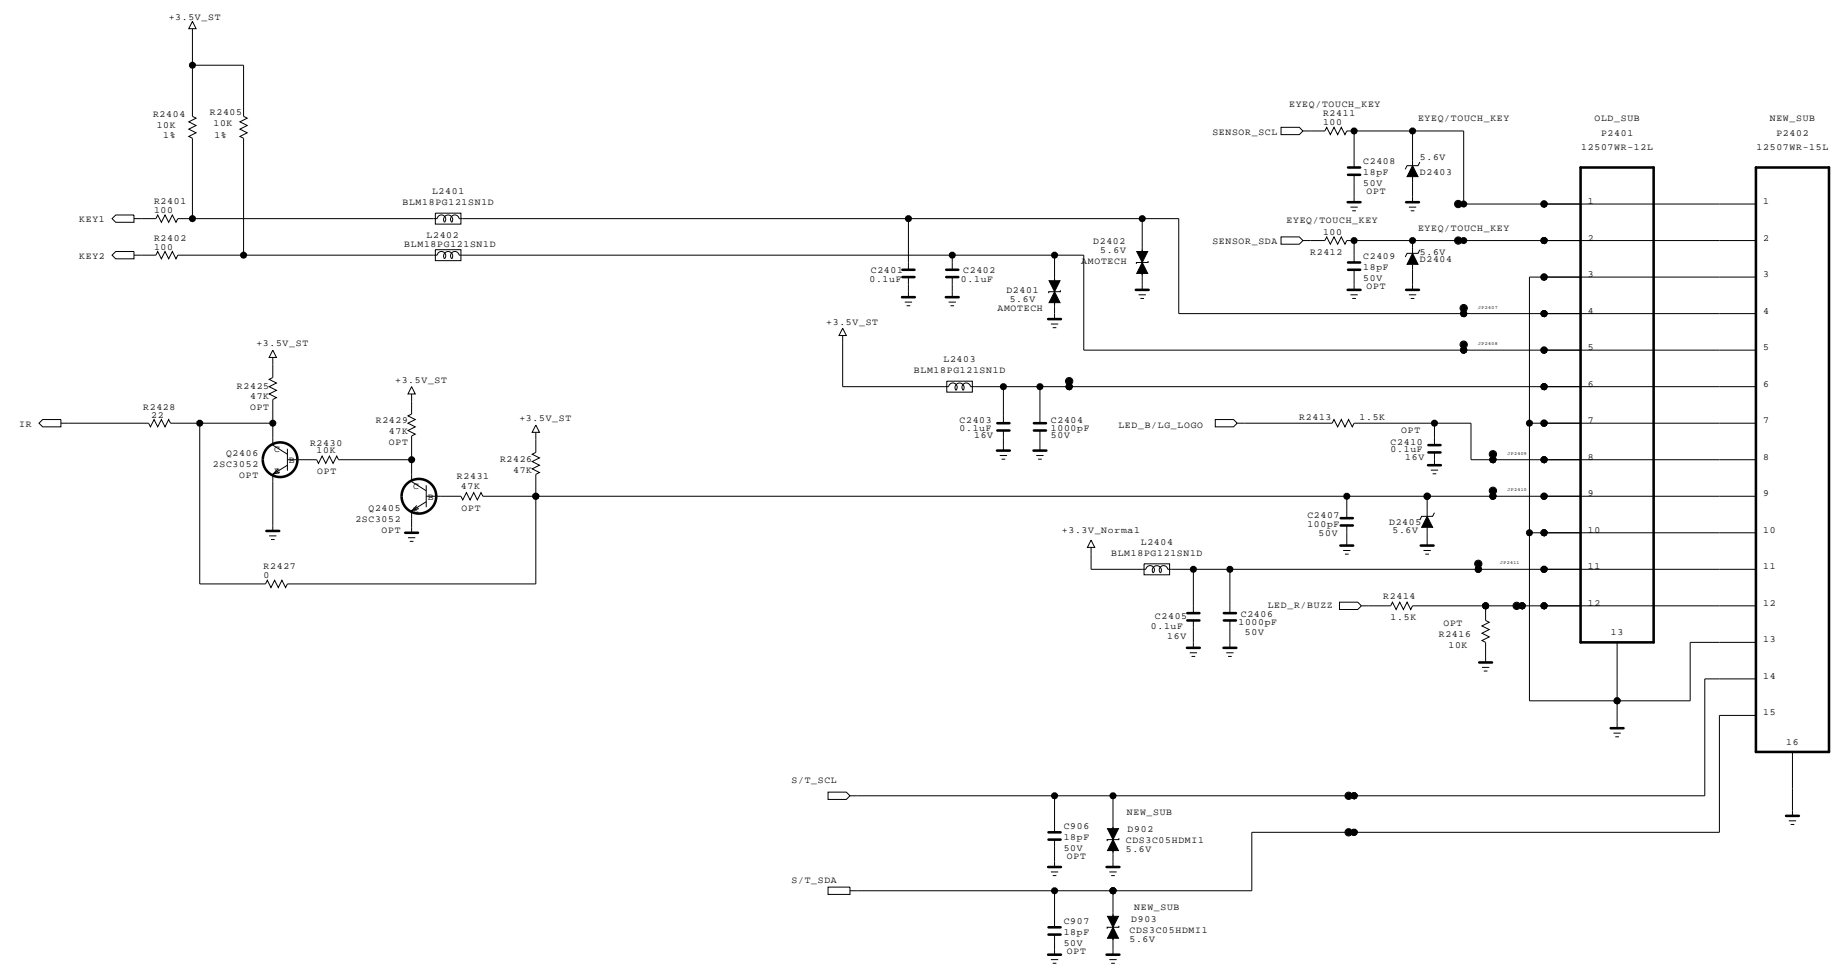 +3.5V_ST
R2404
10K
1%
R2405
10K
1%
KEY1
R2401
100
L2401
BLM18PG121SN1D
KEY2
R2402
100
L2402
BLM18PG121SN1D
C2401
0.1uF
C2402
0.1uF
D2401
5.6V
AMOTECH
D2402
5.6V
AMOTECH
EYEQ/TOUCH_KEY
R2411
100
SENSOR_SCL
EYEQ/TOUCH_KEY
C2408
18pF
50V
OPT
5.6V
D2403
EYEQ/TOUCH_KEY
100
SENSOR_SDA
R2412
EYEQ/TOUCH_KEY
C2409
18pF
50V
OPT
5.6V
D2404
OLD_SUB
P2401
12507WR-12L
1
2
3
4
5
6
7
8
9
10
11
12
13
NEW_SUB
P2402
12507WR-15L
1
2
3
4
5
6
7
8
9
10
11
12
13
14
15
16
JP2407
JP2408
+3.5V_ST
L2403
BLM18PG121SN1D
C2403
0.1uF
16V
C2404
1000pF
50V
LED_B/LG_LOGO
R2413
1.5K
OPT
C2410
0.1uF
16V
JP2409
JP2410
+3.5V_ST
R2425
47K
OPT
IR
R2428
22
+3.5V_ST
R2429
47K
OPT
+3.5V_ST
R2426
47K
Q2406
2SC3052
OPT
C
B
E
R2430
10K
OPT
Q2405
2SC3052
OPT
C
B
E
R2431
47K
OPT
R2427
0
C2407
100pF
50V
D2405
5.6V
+3.3V_Normal
L2404
BLM18PG121SN1D
JP2411
C2405
0.1uF
16V
C2406
1000pF
50V
LED_R/BUZZ
R2414
1.5K
OPT
R2416
10K
S/T_SCL
C906
18pF
50V
OPT
NEW_SUB
D902
CDS3C05HDMI1
5.6V
S/T_SDA
C907
18pF
50V
OPT
NEW_SUB
D903
CDS3C05HDMI1
5.6V